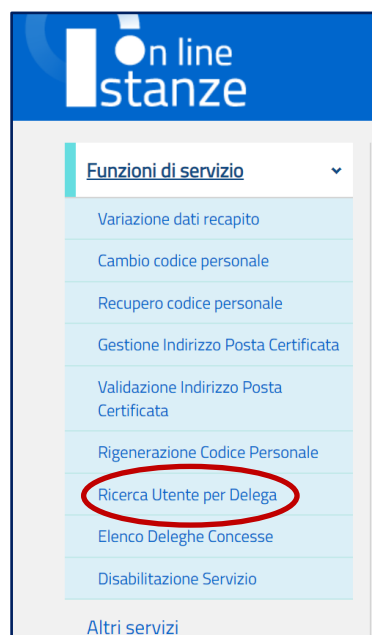 On line
Istanze
Funzioni di servizio
Variazione dati recapito
Cambio codice personale
Recupero codice personale
Gestione Indirizzo Posta Certificata
Validazione Indirizzo Posta
Certificata
Rigenerazione Codice Personale
Ricerca Utente per Delega
Elenco Deleghe Concesse
Disabilitazione Servizio
Altri servizi